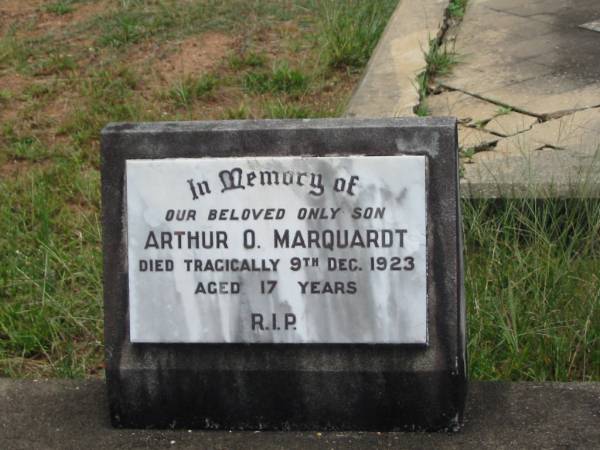 In Memory of
OUR BELOVED ONLY SON
ARTHUR O. MARQUARDT
DIED TRAGICALLY 9TH DEC. 1923
AGED 17 YEARS
R.I.P.